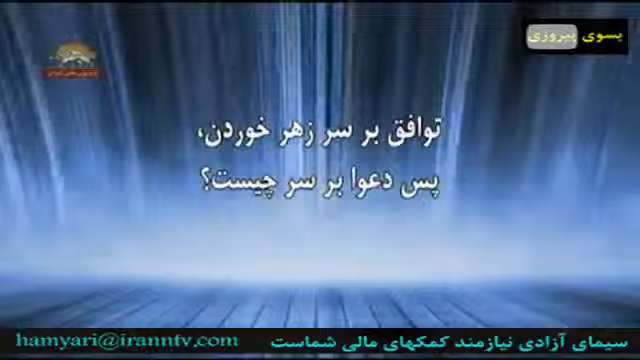 بسوی پیروزی
توافق بر سر زهر خوردن،
پس دعوا بر سر چیست؟
سیمای آزادی نیازمند کمکهای مالی شماست hamyari@iranntv.com